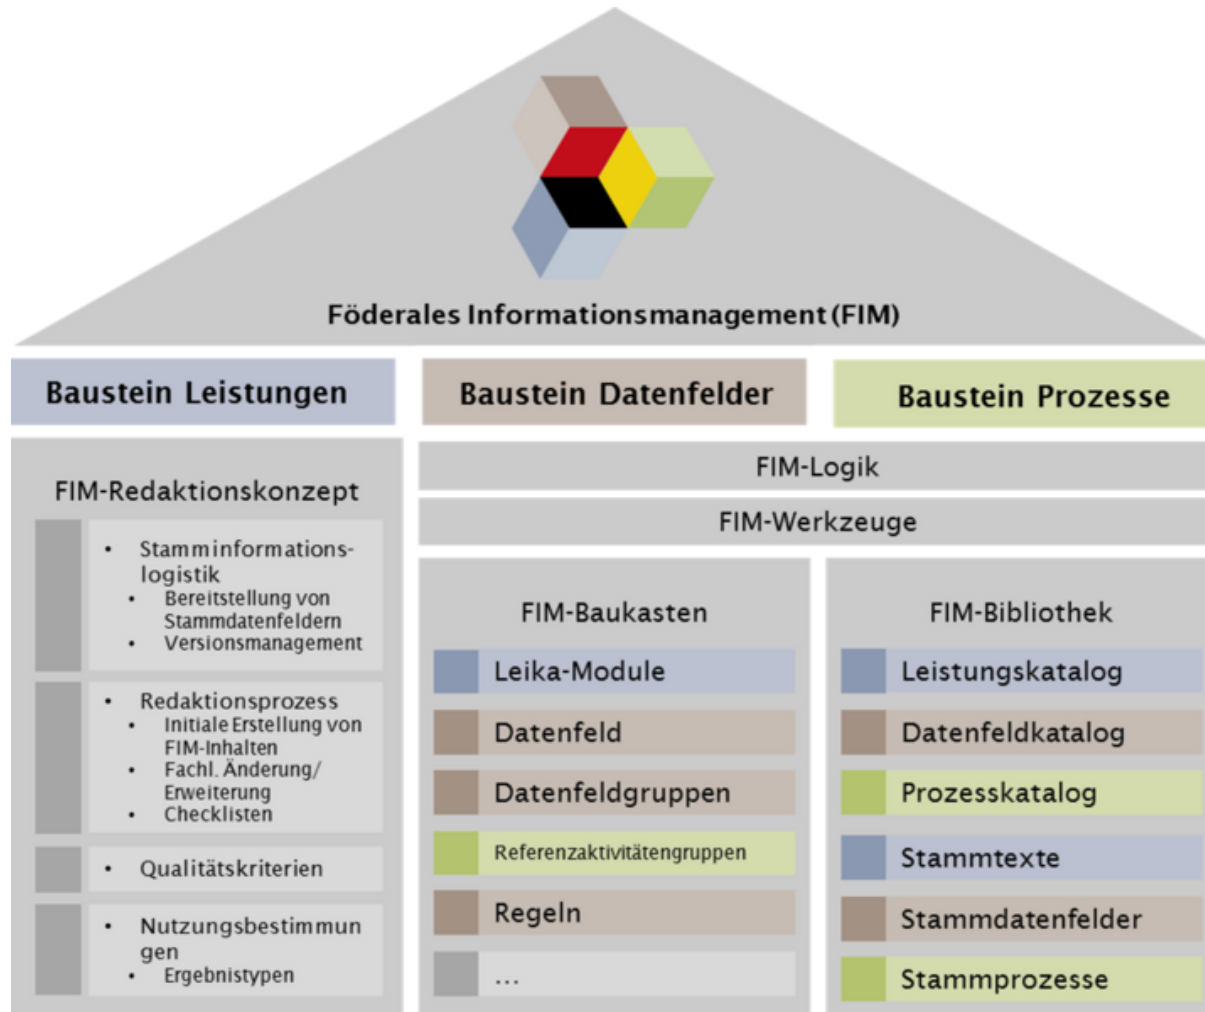 Föderales Informationsmanagement (FIM)
Baustein Leistungen
Baustein Datenfelder
Baustein Prozesse
FIM-Redaktionskonzept
• Stamminformations-
logistik
• Bereitstellung von
Stammdatenfeldern
• Versionsmanagement
• Redaktionsprozess
• Initiale Erstellung von
FIM-Inhalten
• Fachl. Änderung/
Erweiterung
• Checklisten
• Qualitätskriterien
• Nutzungsbestimmun
gen
• Ergebnistypen
FIM-Logik
FIM-Werkzeuge
FIM-Baukasten
Leika-Module
Datenfeld
Datenfeldgruppen
Referenzaktivitätengruppen
Regeln
...
FIM-Bibliothek
Leistungskatalog
Datenfeldkatalog
Prozesskatalog
Stammtexte
Stammdatenfelder
Stammprozesse